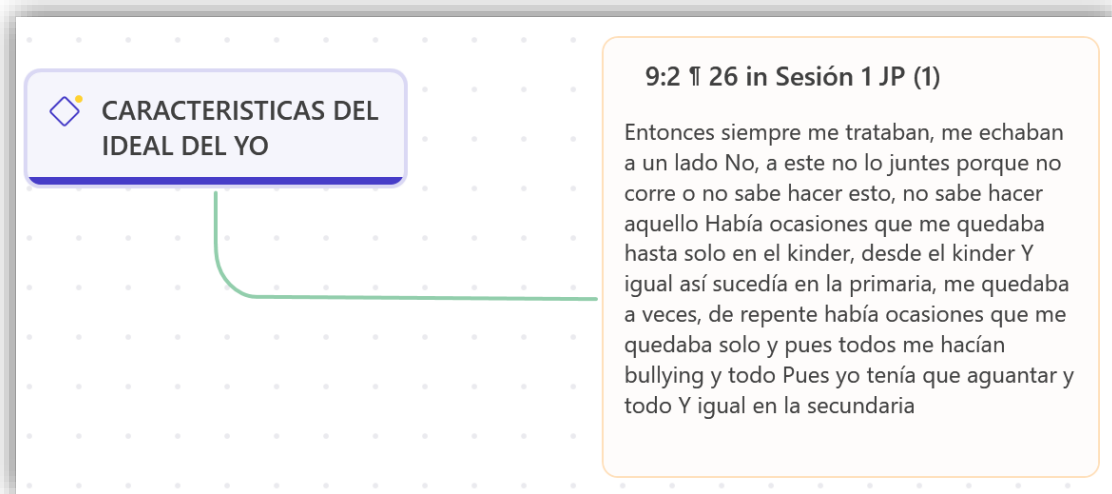 CARACTERISTICAS DEL
IDEAL DEL YO
9:2 ¶ 26 in Sesión 1 JP (1)
Entonces siempre me trataban, me echaban
a un lado No, a este no lo juntes porque no
corre o no sabe hacer esto, no sabe hacer
aquello Había ocasiones que me quedaba
hasta solo en el kinder, desde el kinder Y
igual así sucedía en la primaria, me quedaba
a veces, de repente había ocasiones que me
quedaba solo y pues todos me hacían
bullying y todo Pues yo tenía que aguantar y
todo Y igual en la secundaria